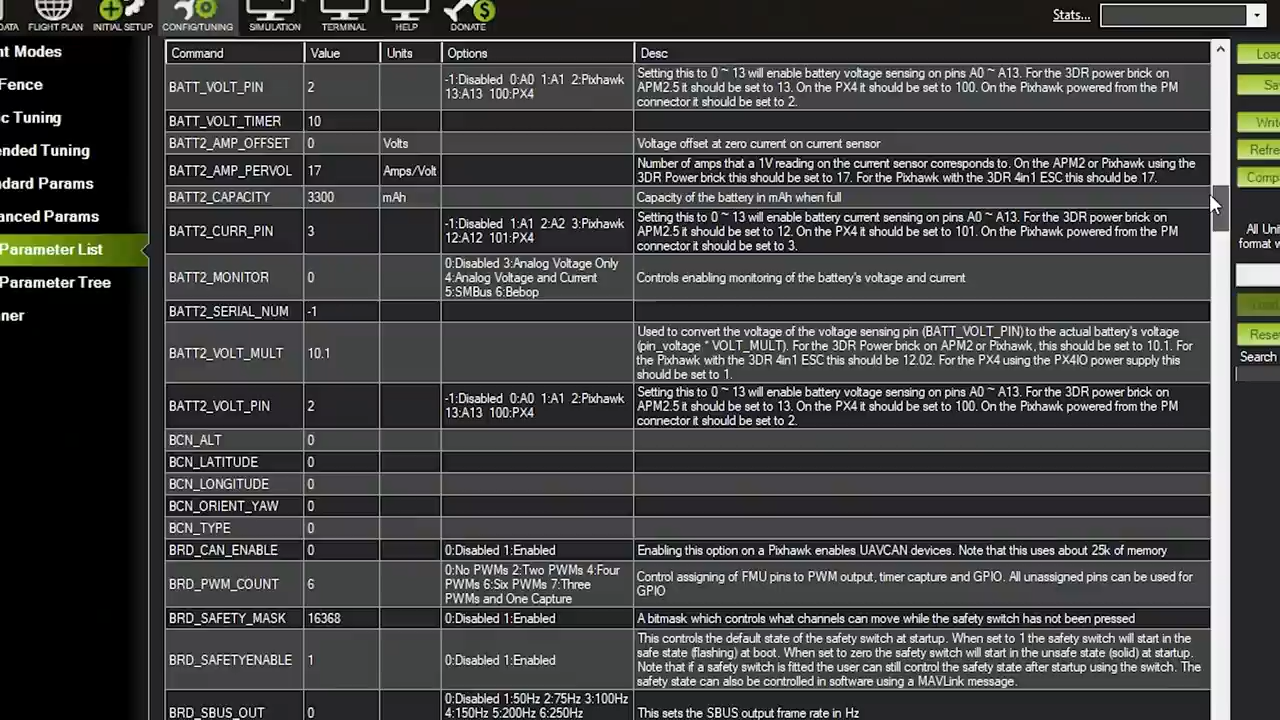 DATA FLIGHT PLAN INITIAL SETUP CONFIG/TUNING SIMULATION TERMINAL HELP DONATE
Stats...
nt Modes
Fence
c Tuning
nded Tuning
dard Params
anced Params
Parameter List
Parameter Tree
ner
Command Value Units Options Desc
BATT_VOLT_PIN 2 -1:Disabled 0:A0 1:A1 2:Pixhawk
13:A13 100:PX4
Setting this to 0 ~ 13 will enable battery voltage sensing on pins A0 ~ A13. For the 3DR power brick on
APM2.5 it should be set to 13. On the PX4 it should be set to 100. On the Pixhawk powered from the PM
connector it should be set to 2.
BATT_VOLT_TIMER 10
BATT2_AMP_OFFSET 0 Volts Voltage offset at zero current on current sensor
BATT2_AMP_PERVOL 17 Amps/Volt
Number of amps that a 1V reading on the current sensor corresponds to. On the APM2 or Pixhawk using the
3DR Power brick this should be set to 17. For the Pixhawk with the 3DR 4in1 ESC this should be 17.
BATT2_CAPACITY 3300 mAh Capacity of the battery in mAh when full
BATT2_CURR_PIN 3 -1:Disabled 1:A1 2:A2 3:Pixhawk
12:A12 101:PX4
Setting this to 0 ~ 13 will enable battery current sensing on pins A0 ~ A13. For the 3DR power brick on
APM2.5 it should be set to 12. On the PX4 it should be set to 101. On the Pixhawk powered from the PM
connector it should be set to 3.
BATT2_MONITOR 0 0:Disabled 3:Analog Voltage Only
4:Analog Voltage and Current
5:SMBus 6:Bebop
Controls enabling monitoring of the battery's voltage and current
BATT2_SERIAL_NUM -1
BATT2_VOLT_MULT 10.1
Used to convert the voltage of the voltage sensing pin (BATT_VOLT_PIN) to the actual battery's voltage
(pin_voltage * VOLT_MULT). For the 3DR Power brick on APM2 or Pixhawk, this should be set to 10.1. For
the Pixhawk with the 3DR 4in1 ESC this should be 12.02. For the PX4 using the PX4IO power supply this
should be set to 1.
BATT2_VOLT_PIN 2 -1:Disabled 0:A0 1:A1 2:Pixhawk
13:A13 100:PX4
Setting this to 0 ~ 13 will enable battery voltage sensing on pins A0 ~ A13. For the 3DR power brick on
APM2.5 it should be set to 13. On the PX4 it should be set to 100. On the Pixhawk powered from the PM
connector it should be set to 2.
BCN_ALT 0
BCN_LATITUDE 0
BCN_LONGITUDE 0
BCN_ORIENT_YAW 0
BCN_TYPE 0
BRD_CAN_ENABLE 0 0:Disabled 1:Enabled Enabling this option on a Pixhawk enables UAVCAN devices. Note that this uses about 25k of memory
BRD_PWM_COUNT 6 0:No PWMs 2:Two PWMs 4:Four
PWMs 6:Six PWMs 7:Three
PWMs and One Capture
Control assigning of FMU pins to PWM output, timer capture and GPIO. All unassigned pins can be used for
GPIO
BRD_SAFETY_MASK 16368 0:Disabled 1:Enabled A bitmask which controls what channels can move while the safety switch has not been pressed
BRD_SAFETYENABLE 1 0:Disabled 1:Enabled
This controls the default state of the safety switch at startup. When set to 1 the safety switch will start in the
safe state (flashing) at boot. When set to zero the safety switch will start in the unsafe state (solid) at startup.
Note that if a safety switch is fitted the user can still control the safety state after startup using the switch. The
safety state can also be controlled in software using a MAVLink message.
BRD_SBUS_OUT 0 0:Disabled 1:50Hz 2:75Hz 3:100Hz
4:150Hz 5:200Hz 6:250Hz
This sets the SBUS output frame rate in Hz
Load
Sa
Write
Refre
Comp
All Uni
format w
Reset
Search